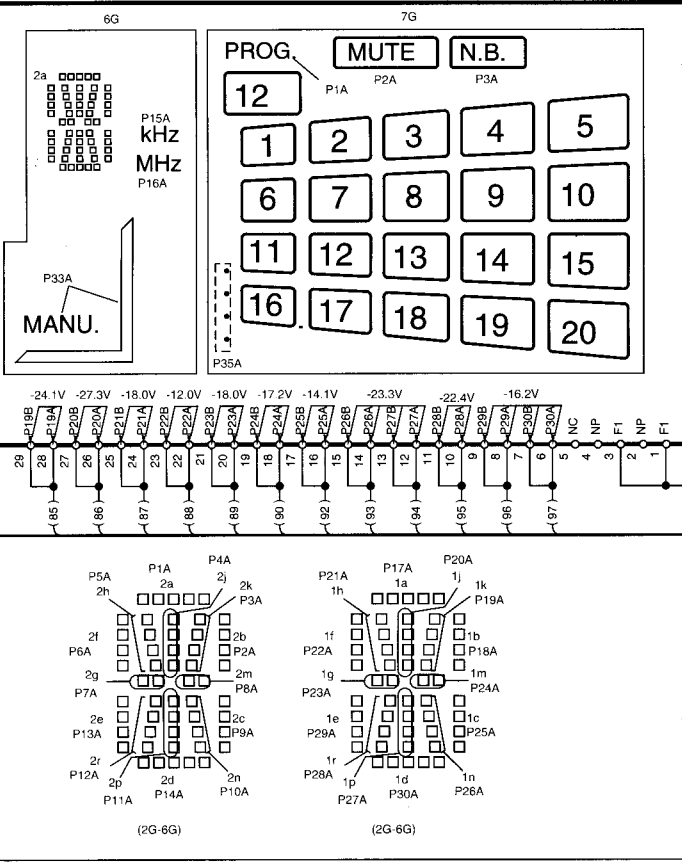 6G
7G
2a
P15A
kHz
MHz
P16A
P33A
MANU.
PROG.
MUTE
N.B.
P1A
P2A
P3A
12
1 2 3 4 5
6 7 8 9 10
11 12 13 14 15
16 17 18 19 20
P35A
-24.1V -27.3V -18.0V -12.0V -18.0V -17.2V -14.1V -23.3V -22.4V -16.2V
P19B P19A P20B P20A P21B P21A P22B P22A P23B P23A P24B P24A P25B P25A P26B P26A P27B P27A P28B P28A P29B P29A P30B P30A NC NP F1 NP F1
29 28 27 26 25 24 23 22 21 20 19 18 17 16 15 14 13 12 11 10 9 8 7 6 5 4 3 2 1
85 86 87 88 89 90 92 93 94 95 96 97
P5A P1A P4A
2h 2a 2j 2k
P3A
2f 2b
P6A P2A
2g 2m
P7A P8A
2e 2c
P13A P9A
2r 2p 2d 2n
P12A P11A P14A P10A
(2G-6G)
P21A P17A P20A
1h 1a 1j 1k
P19A
1f 1b
P22A P18A
1g 1m
P23A P24A
1e 1c
P29A P25A
1r 1p 1d 1n
P28A P27A P30A P26A
(2G-6G)